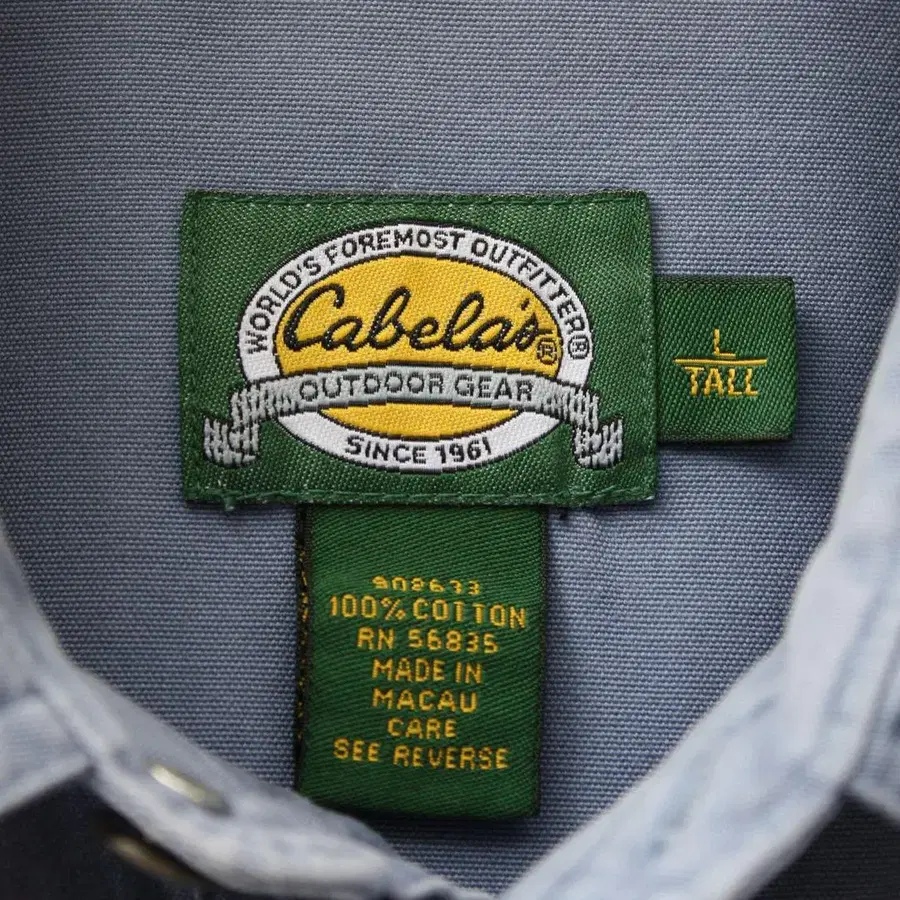 WORLD'S FOREMOST OUTFITTER®
Cabela's®
OUTDOOR GEAR
SINCE 1961
L
TALL
908633
100% COTTON
RN 56835
MADE IN
MACAU
CARE
SEE REVERSE